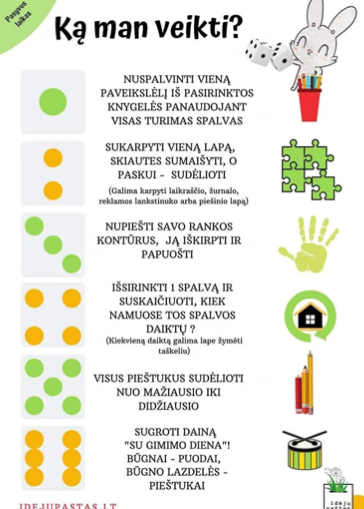 Pasyvus
laikas
Ką man veikti?
NUSPALVINTI VIENĄ
PAVEIKSLĖLĮ IŠ PASIRINKTOS
KNYGELĖS PANAUDOJANT
VISAS TURIMAS SPALVAS
SUKARPYTI VIENĄ LAPĄ,
SKIAUTES SUMAIŠYTI, O
PASKUI - SUDĖLIOTI
(Galima karpyti laikraščio, žurnalo,
reklamos lankstinuko arba piešinio lapą)
NUPIEŠTI SAVO RANKOS
KONTŪRUS, JĄ IŠKIRPTI IR
PAPUOŠTI
IŠSIRINKTI 1 SPALVĄ IR
SUSKAIČIUOTI, KIEK
NAMUOSE TOS SPALVOS
DAIKTŲ ?
(Kiekvieną daiktą galima lape žymėti
taškeliu)
VISUS PIEŠTUKUS SUDĖLIOTI
NUO MAŽIAUSIO IKI
DIDŽIAUSIO
SUGROTI DAINĄ
"SU GIMIMO DIENA"!
BŪGNAI - PUODAI,
BŪGNO LAZDELĖS -
PIEŠTUKAI
IDEJUPASTAS.LT
idėjų